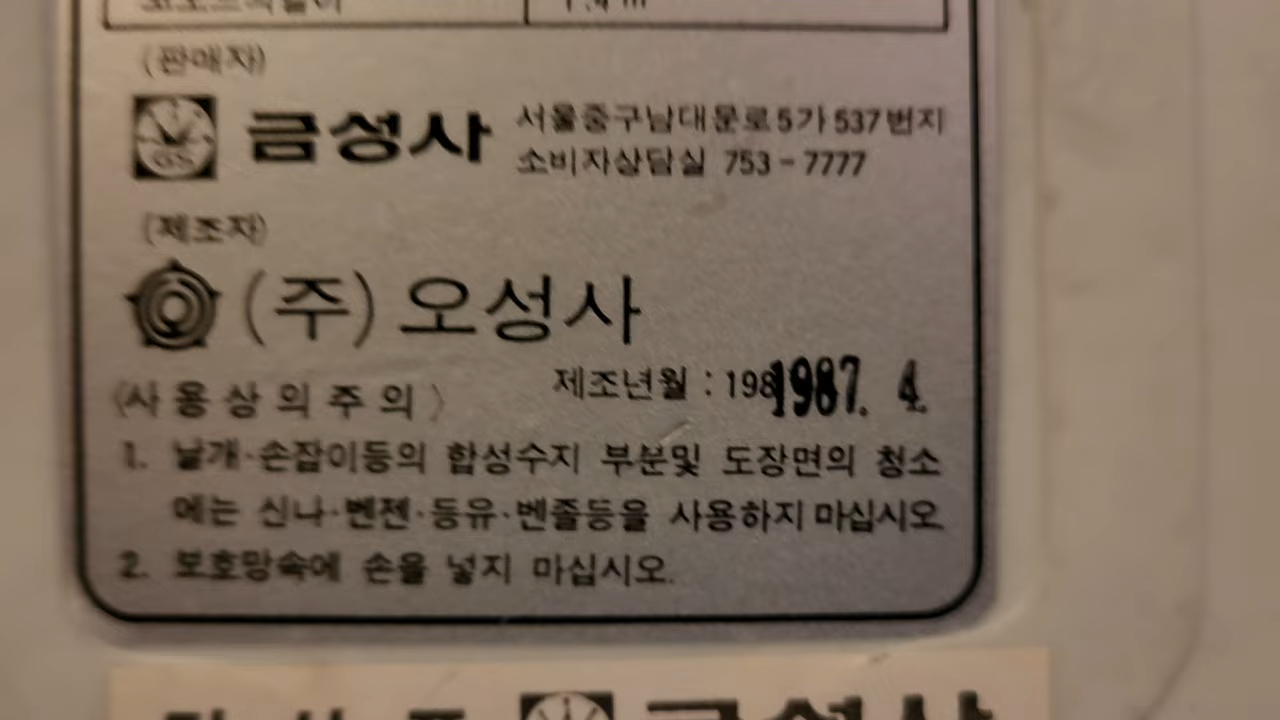 (판매자)
GS 금성사 서울중구남대문로5가537번지
소비자상담실 753-7777
(제조자)
(주)오성사
제조년월 : 198 1987. 4.
〈사용상의주의〉
1. 날개·손잡이등의 합성수지 부분및 도장면의 청소
에는 신나·벤젠·등유·벤졸등을 사용하지 마십시오.
2. 보호망속에 손을 넣지 마십시오.
금성사